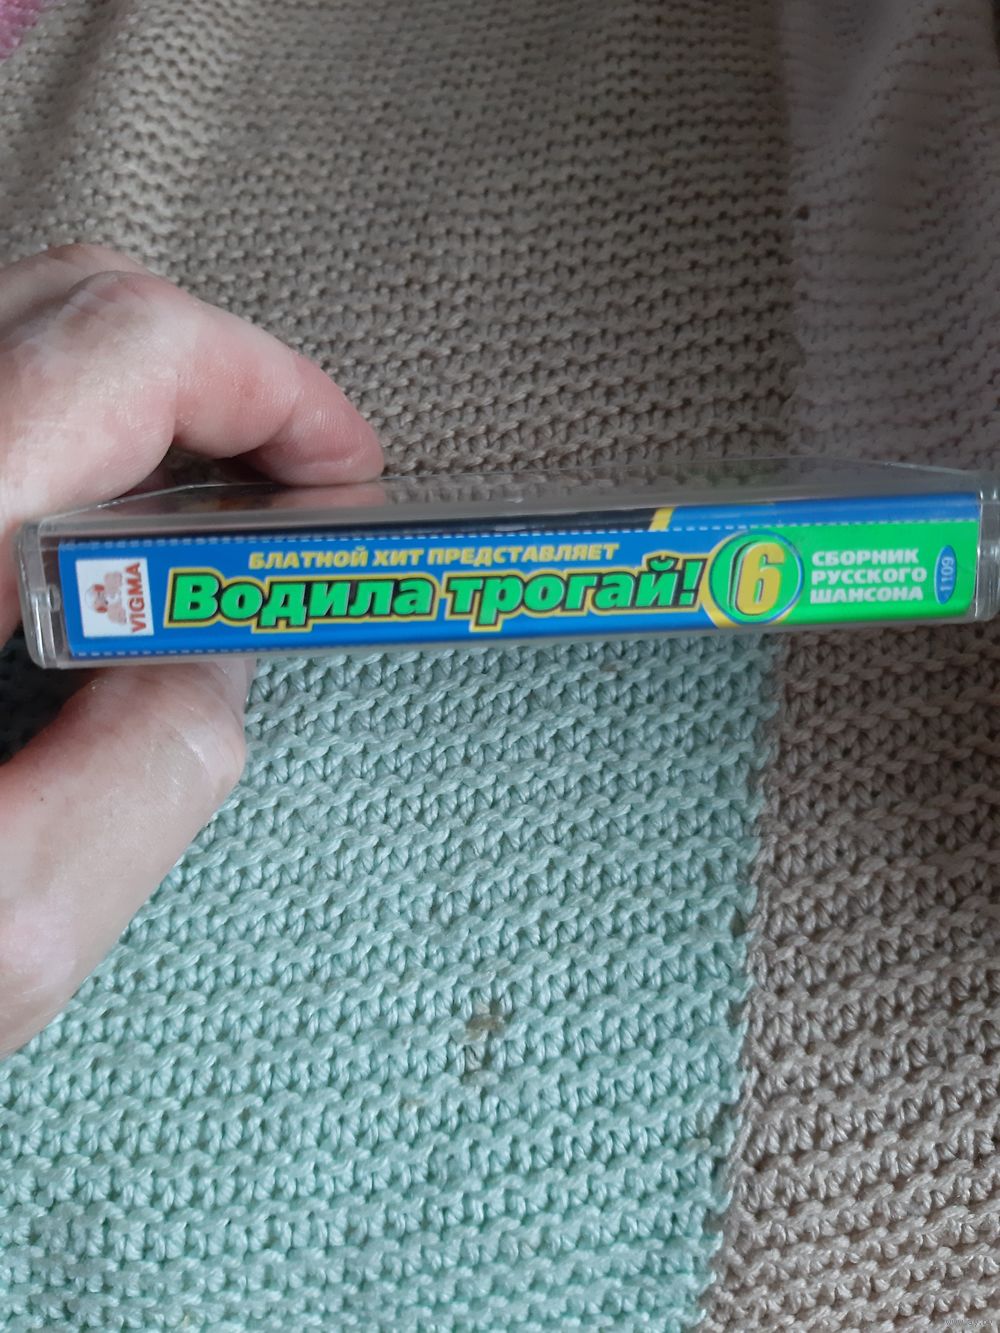 VIGMA
БЛАТНОЙ ХИТ ПРЕДСТАВЛЯЕТ
Водила трогай!
6
СБОРНИК
РУССКОГО
ШАНСОНА
1109